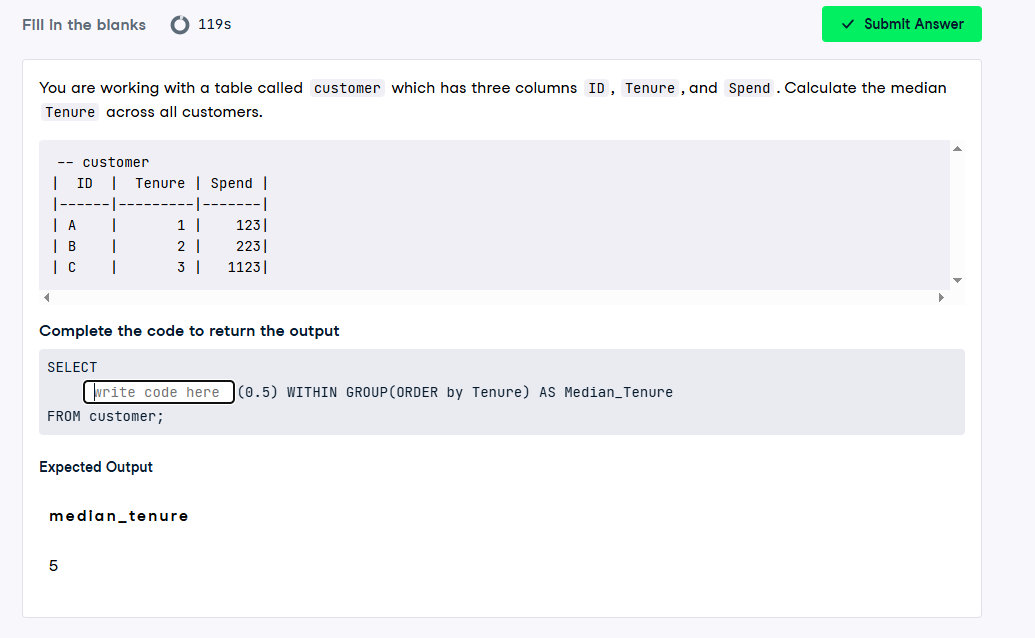 Fill in the blanks 119s Submit Answer
You are working with a table called customer which has three columns ID, Tenure, and Spend. Calculate the median
Tenure across all customers.
-- customer
|  ID  |  Tenure | Spend |
|------|---------|-------|
| A    |       1 |    123|
| B    |       2 |    223|
| C    |       3 |   1123|
Complete the code to return the output
SELECT
write code here (0.5) WITHIN GROUP(ORDER by Tenure) AS Median_Tenure
FROM customer;
Expected Output
median_tenure
5